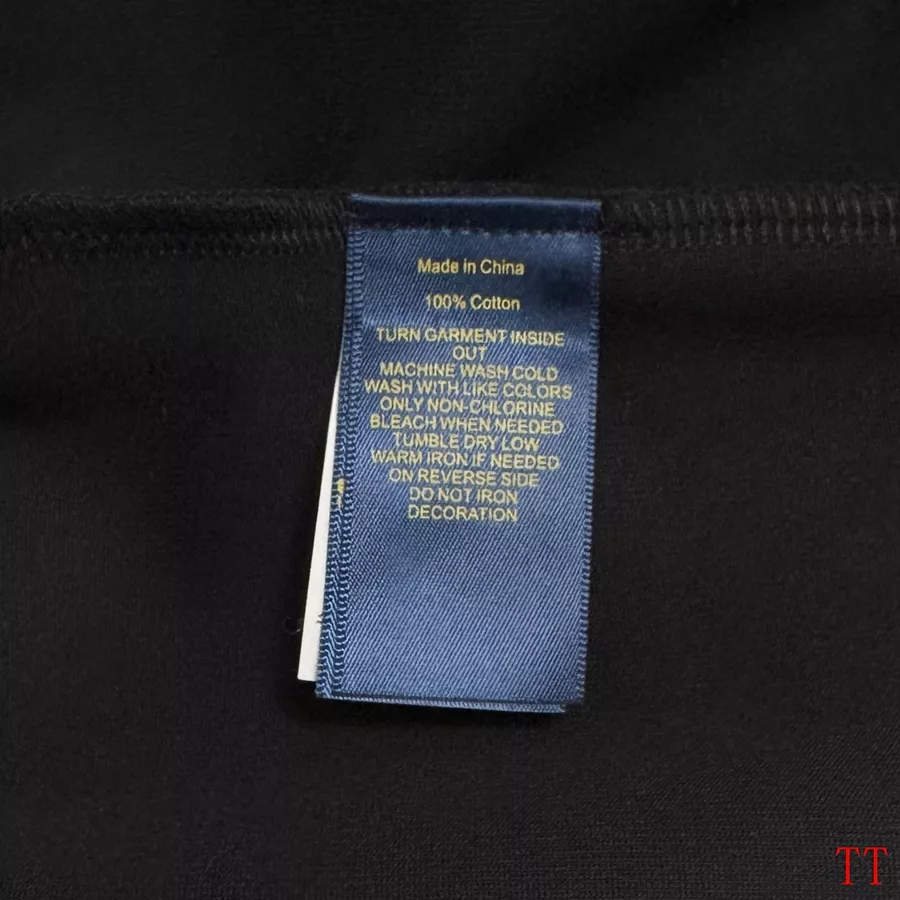 Made in China
100% Cotton
TURN GARMENT INSIDE
OUT
MACHINE WASH COLD
WASH WITH LIKE COLORS
ONLY NON-CHLORINE
BLEACH WHEN NEEDED
TUMBLE DRY LOW
WARM IRON IF NEEDED
ON REVERSE SIDE
DO NOT IRON
DECORATION
TT